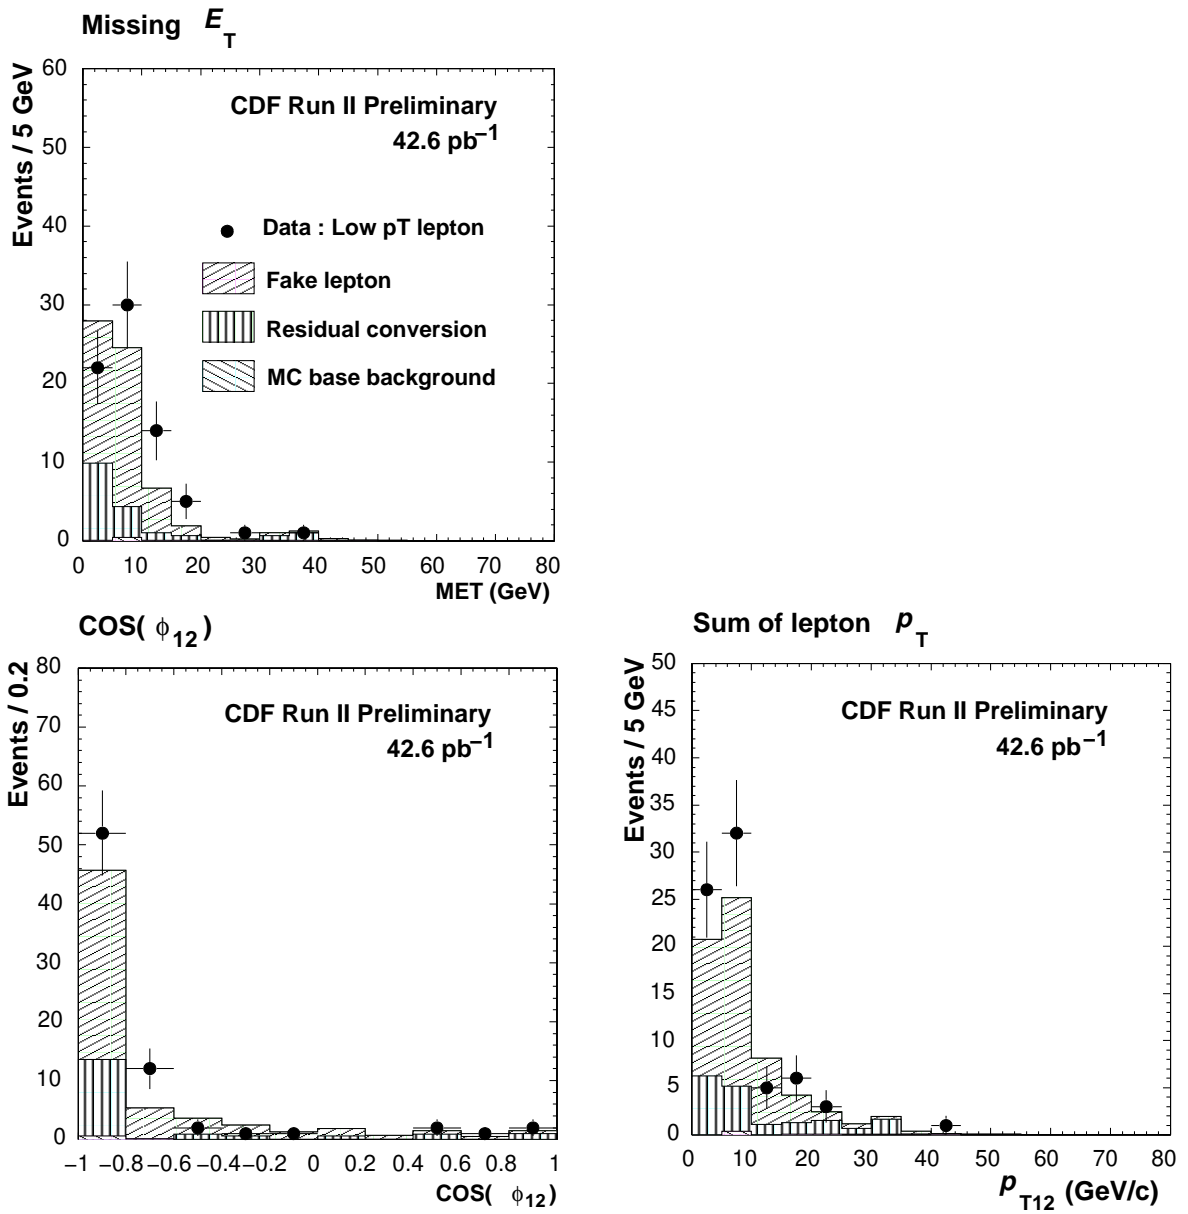 Missing E_T
Events / 5 GeV
60
50
40
30
20
10
0
CDF Run II Preliminary
42.6 pb−1
Data : Low pT lepton
Fake lepton
Residual conversion
MC base background
0 10 20 30 40 50 60 70 80
MET (GeV)
COS( ϕ12 )
Events / 0.2
80
70
60
50
40
30
20
10
0
CDF Run II Preliminary
42.6 pb−1
−1 −0.8 −0.6 −0.4 −0.2 0 0.2 0.4 0.6 0.8 1
COS( ϕ12 )
Sum of lepton pT
Events / 5 GeV
50
45
40
35
30
25
20
15
10
5
0
CDF Run II Preliminary
42.6 pb−1
0 10 20 30 40 50 60 70 80
pT12 (GeV/c)